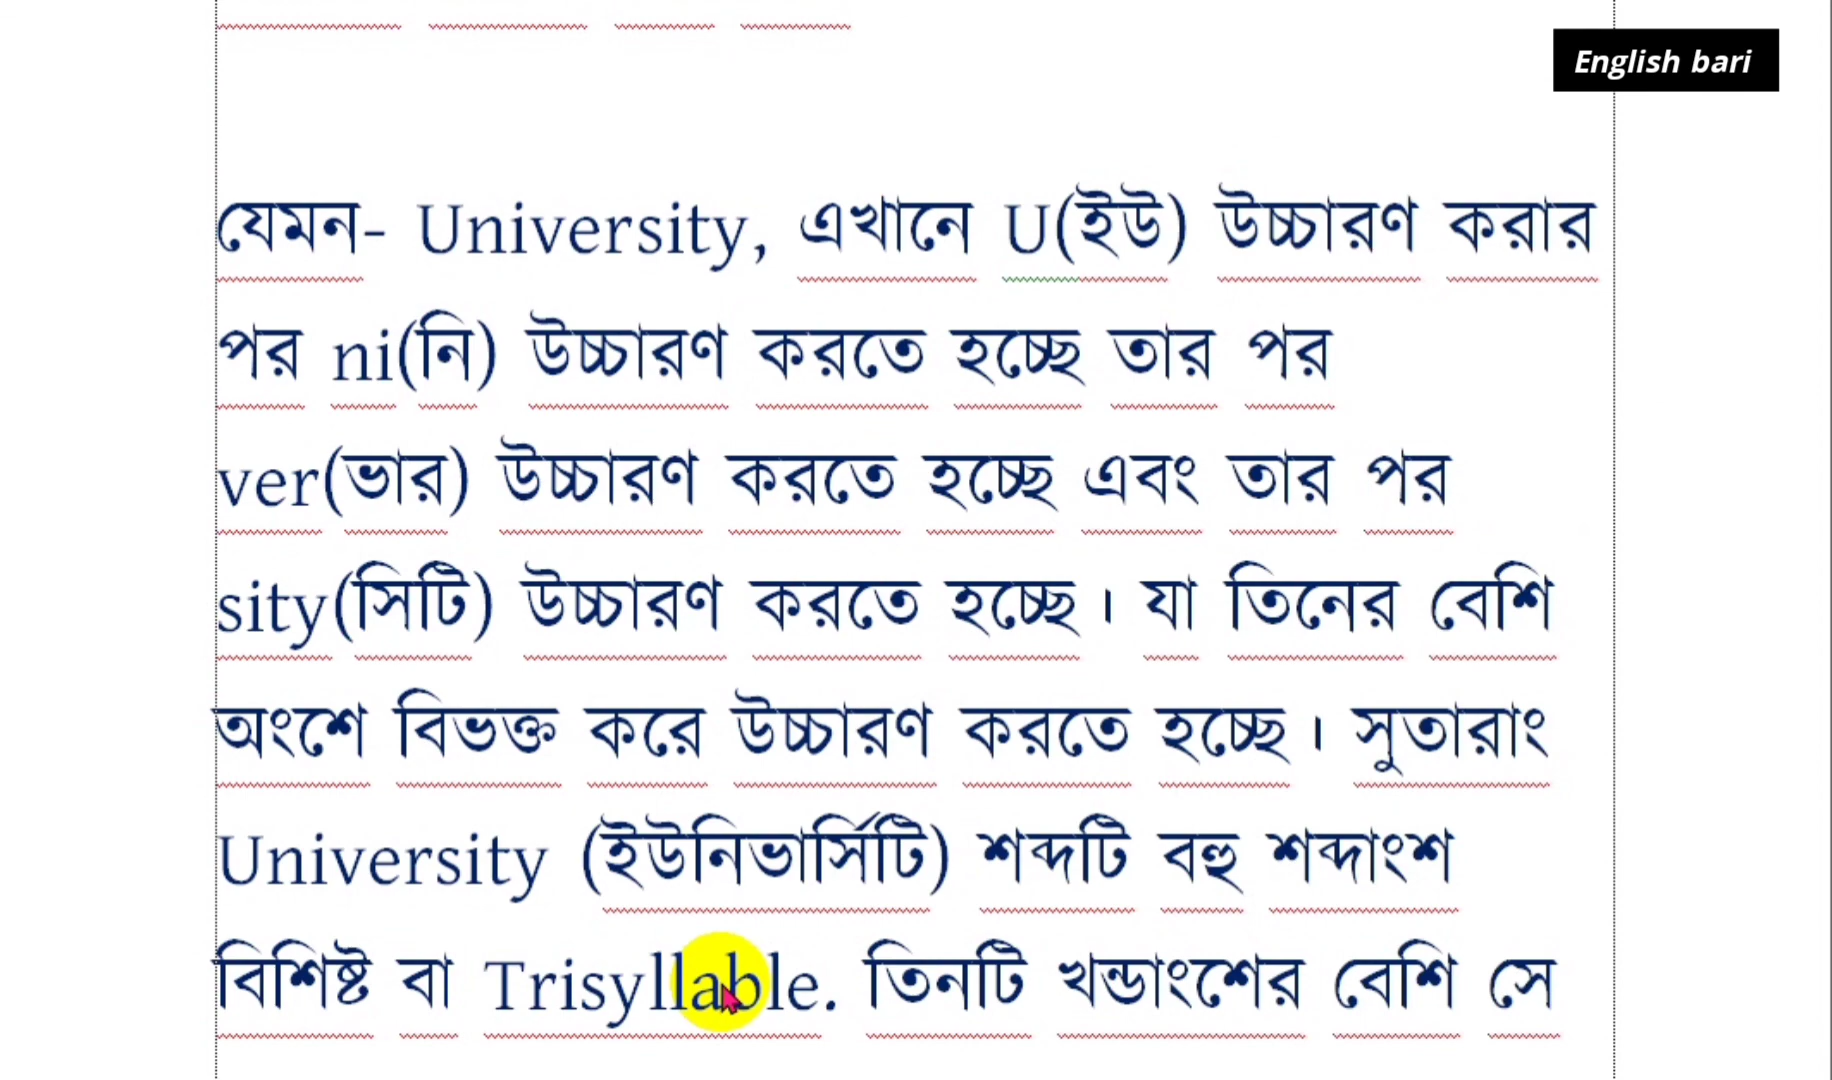 English bari
যেমন- University, এখানে U(ইউ) উচ্চারণ করার
পর ni(নি) উচ্চারণ করতে হচ্ছে তার পর
ver(ভার) উচ্চারণ করতে হচ্ছে এবং তার পর
sity(সিটি) উচ্চারণ করতে হচ্ছে। যা তিনের বেশি
অংশে বিভক্ত করে উচ্চারণ করতে হচ্ছে। সুতারাং
University (ইউনিভার্সিটি) শব্দটি বহু শব্দাংশ
বিশিষ্ট বা Trisyllable. তিনটি খন্ডাংশের বেশি সে